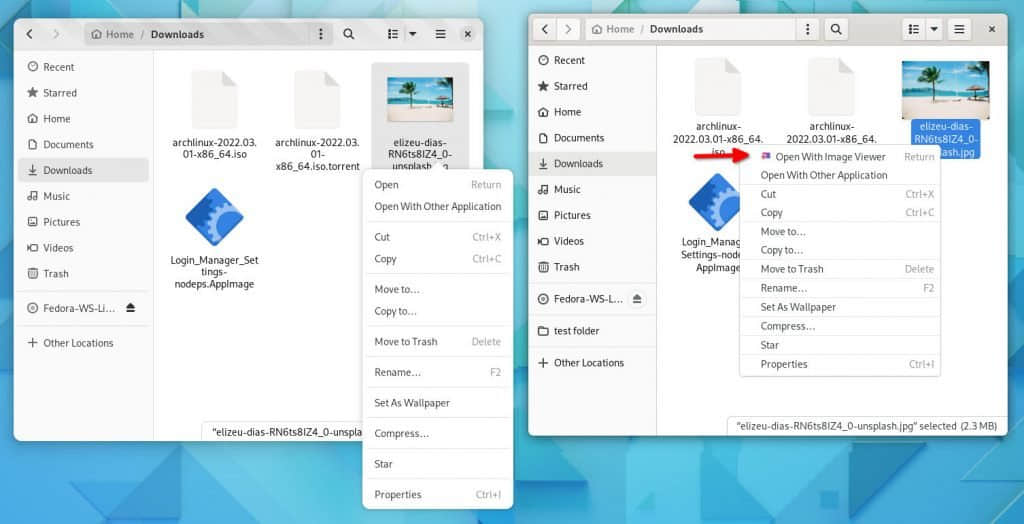 Home / Downloads
Recent
Starred
Home
Documents
Downloads
Music
Pictures
Videos
Trash
Fedora-WS-Li...
Other Locations
archlinux-2022.03.
01-x86_64.iso
archlinux-2022.03.
01-
x86_64.iso.torrent
elizeu-dias-
RN6ts8IZ4_0-
unsplash.jpg
Login_Manager_Set
tings-
nodeps.AppImage
Open Return
Open With Other Application
Cut Ctrl+X
Copy Ctrl+C
Move to…
Copy to…
Move to Trash Delete
Rename… F2
Set As Wallpaper
Compress…
Star
Properties Ctrl+I
"elizeu-dias-RN6ts8IZ4_0-unspla
Home / Downloads
Recent
Starred
Home
Documents
Downloads
Music
Pictures
Videos
Trash
Fedora-WS-L…
test folder
Other Locations
archlinux-
2022.03.01-x86_64.
iso
archlinux-
2022.03.01-x86_64.
elizeu-dias-
RN6ts8IZ4_0-
splash.jpg
Login_Manager_
Settings-nodep
AppImage
Open With Image Viewer Return
Open With Other Application
Cut Ctrl+X
Copy Ctrl+C
Move to…
Copy to…
Move to Trash Delete
Rename… F2
Set As Wallpaper
Compress…
Star
Properties Ctrl+I
"elizeu-dias-RN6ts8IZ4_0-unsplash.jpg" selected (2.3 MB)